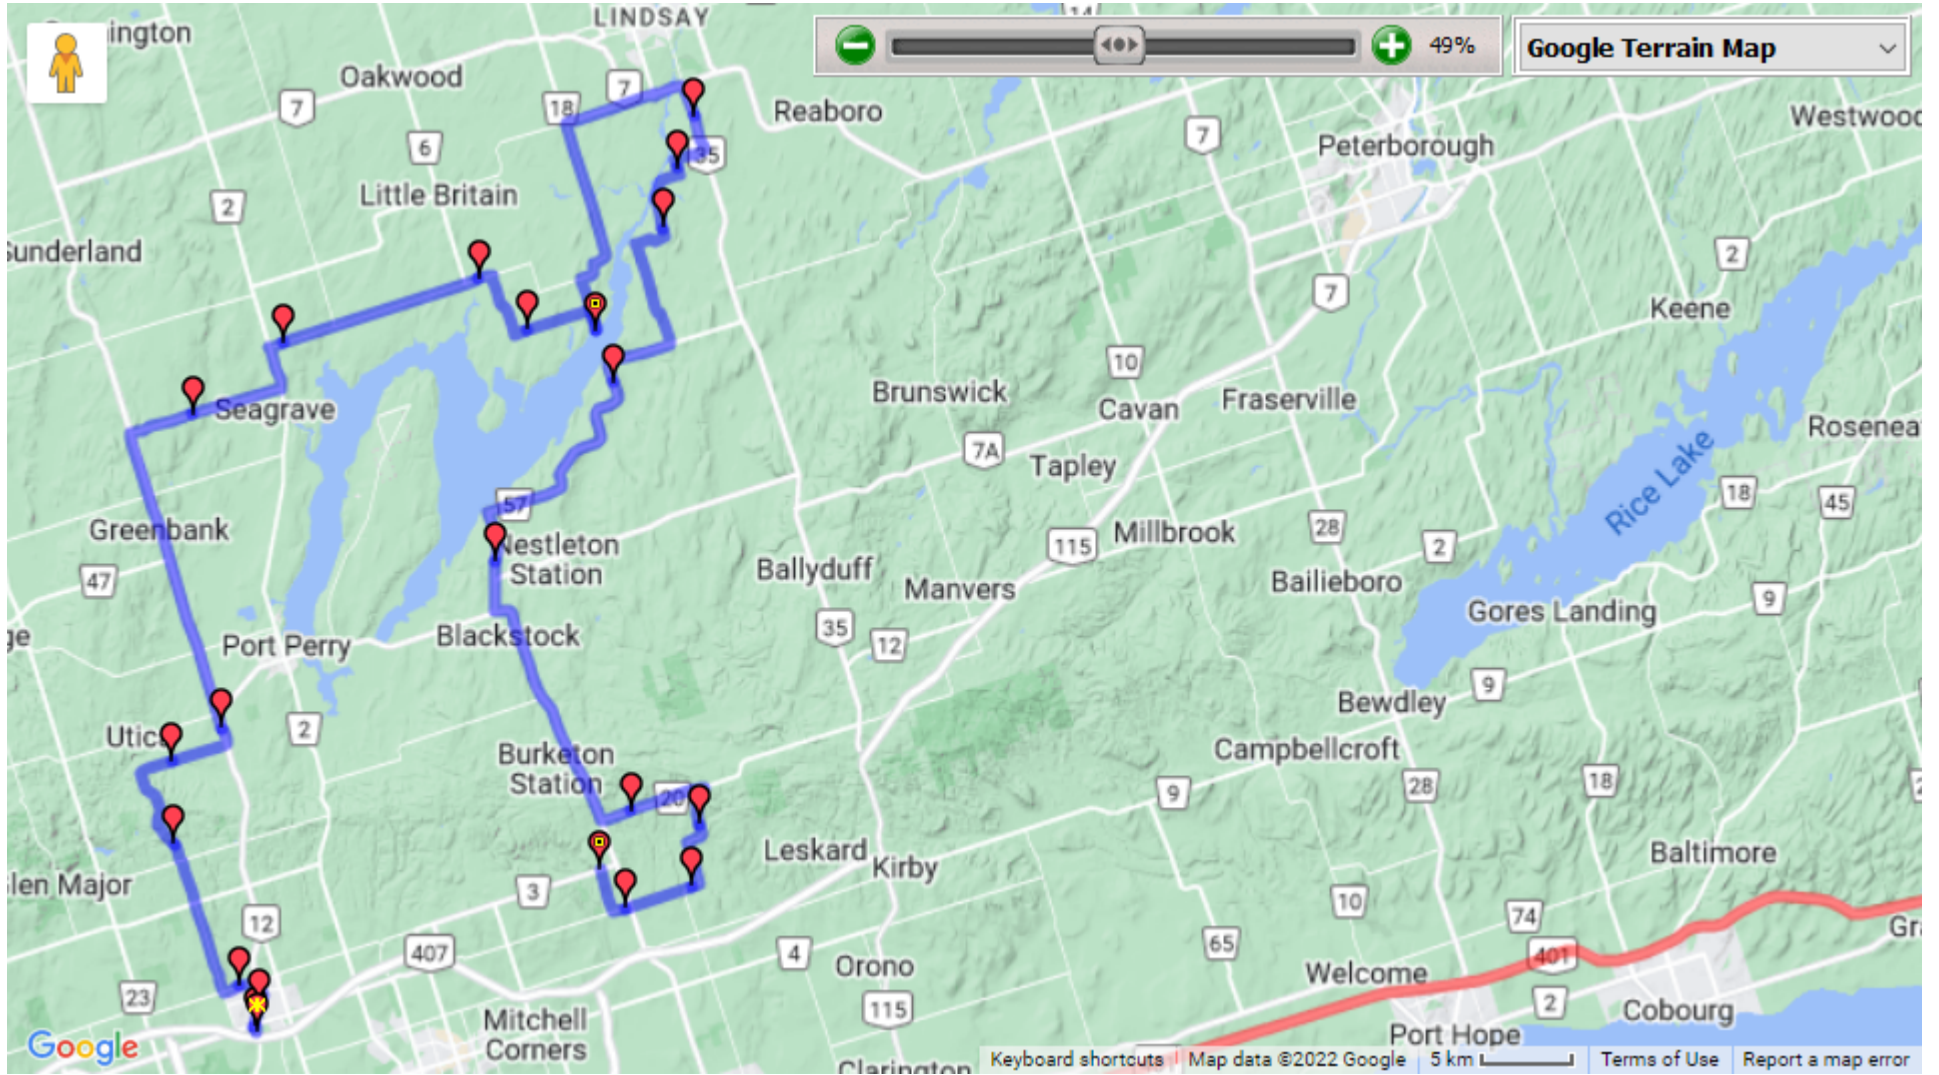 LINDSAY
14
ington
49%
Google Terrain Map
Oakwood
7
18
7
Reaboro
Westwood
6
7
Peterborough
35
Little Britain
2
Sunderland
2
7
Keene
10
Brunswick
Cavan
Fraserville
Seagrave
Rosenea
7A
Tapley
Rice Lake
18
45
57
Greenbank
Nestleton
Station
Millbrook
28
2
115
47
Ballyduff
Manvers
Bailieboro
9
Gores Landing
ge
Port Perry
Blackstock
35
12
9
Bewdley
2
Utica
Burketon
Station
Campbellcroft
20
9
28
18
2
Leskard
Kirby
Baltimore
Glen Major
3
10
12
74
Gr
407
4
65
401
Orono
Welcome
23
115
2
Cobourg
Mitchell
Corners
Port Hope
Google
Clarington
Keyboard shortcuts
Map data ©2022 Google
5 km
Terms of Use
Report a map error